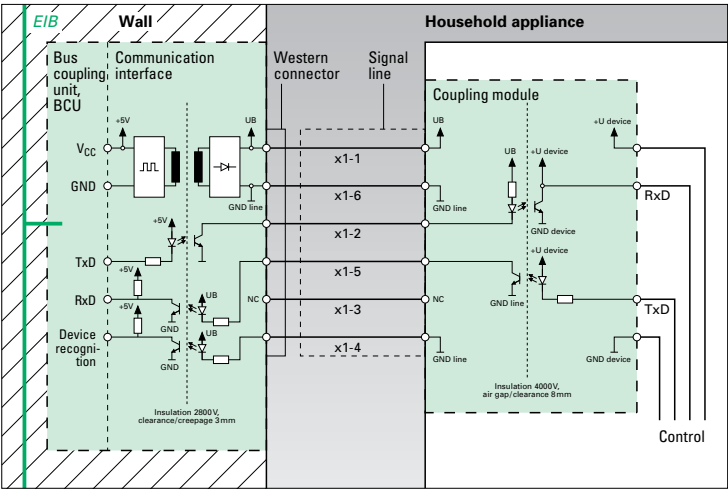 EIB
Wall
Household appliance
Bus
coupling
unit,
BCU
Communication
interface
Western
connector
Signal
line
Coupling module
+5V
UB
UB
+U device
VCC
x1-1
UB
+U device
GND
GND line
x1-6
GND line
RxD
+5V
x1-2
GND device
+U device
TxD
+5V
x1-5
GND line
RxD
+5V
GND
UB
NC
x1-3
NC
TxD
Device
recogni-
tion
GND
UB
x1-4
GND line
GND device
Insulation 2800V,
clearance/creepage 3mm
Insulation 4000V,
air gap/clearance 8mm
Control